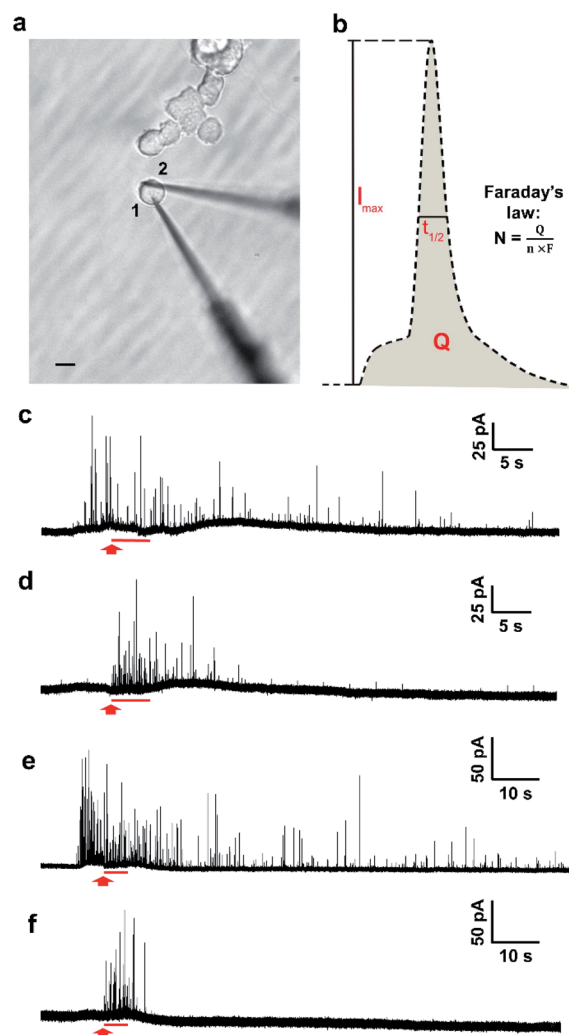 a
2
1
b
I max
t 1/2
Q
Faraday's
law:
N = Q / n × F
c
25 pA
5 s
d
25 pA
5 s
e
50 pA
10 s
f
50 pA
10 s